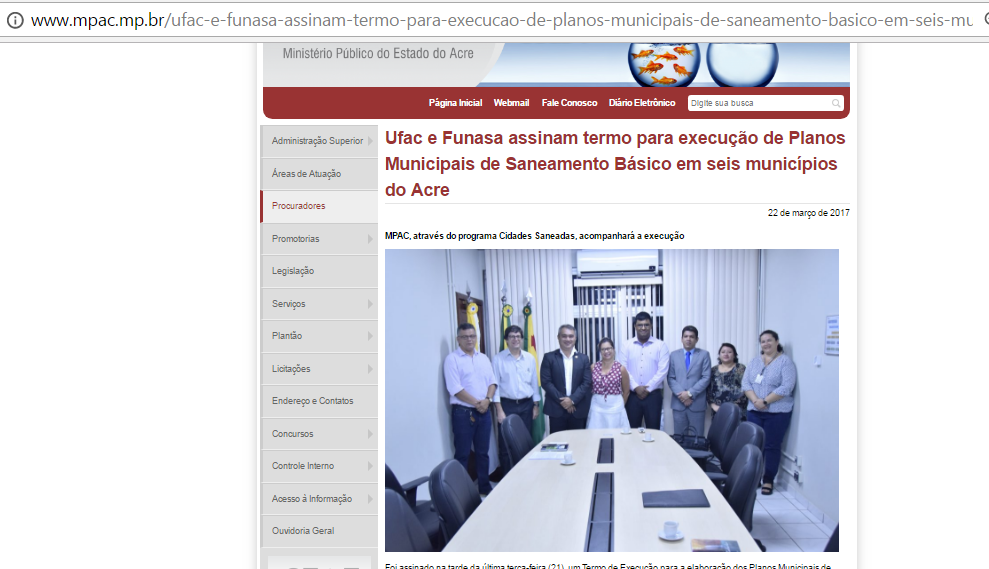 www.mpac.mp.br/ufac-e-funasa-assinam-termo-para-execucao-de-planos-municipais-de-saneamento-basico-em-seis-mu
Ministério Público do Estado do Acre
Página Inicial Webmail Fale Conosco Diário Eletrônico Digite sua busca
Administração Superior
Áreas de Atuação
Procuradores
Promotorias
Legislação
Serviços
Plantão
Licitações
Endereço e Contatos
Concursos
Controle Interno
Acesso à Informação
Ouvidoria Geral
Ufac e Funasa assinam termo para execução de Planos
Municipais de Saneamento Básico em seis municípios
do Acre
22 de março de 2017
MPAC, através do programa Cidades Saneadas, acompanhará a execução
Foi assinado na tarde da última terça-feira (21), um Termo de Execução para a elaboração dos Planos Municipais de